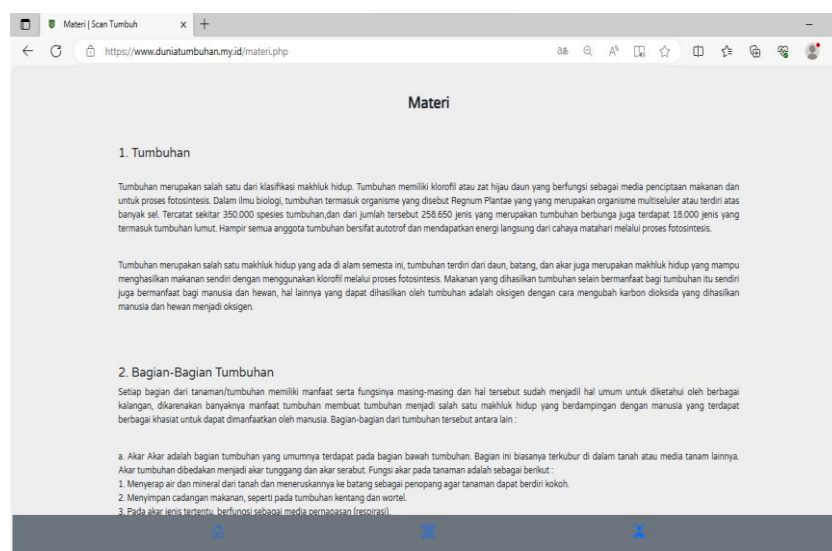 Materi | Scan Tumbuh
https://www.duniatumbuhan.my.id/materi.php
Materi
1. Tumbuhan
Tumbuhan merupakan salah satu dari klasifikasi makhluk hidup. Tumbuhan memiliki klorofil atau zat hijau daun yang berfungsi sebagai media penciptaan makanan dan
untuk proses fotosintesis. Dalam ilmu biologi, tumbuhan termasuk organisme yang disebut Regnum Plantae yang yang merupakan organisme multiseluler atau terdiri atas
banyak sel. Tercatat sekitar 350.000 spesies tumbuhan,dan dari jumlah tersebut 258.650 jenis yang merupakan tumbuhan berbunga juga terdapat 18.000 jenis yang
termasuk tumbuhan lumut. Hampir semua anggota tumbuhan bersifat autotrof dan mendapatkan energi langsung dari cahaya matahari melalui proses fotosintesis.
Tumbuhan merupakan salah satu makhluk hidup yang ada di alam semesta ini, tumbuhan terdiri dari daun, batang, dan akar juga merupakan makhluk hidup yang mampu
menghasilkan makanan sendiri dengan menggunakan klorofil melalui proses fotosintesis. Makanan yang dihasilkan tumbuhan selain bermanfaat bagi tumbuhan itu sendiri
juga bermanfaat bagi manusia dan hewan, hal lainnya yang dapat dihasilkan oleh tumbuhan adalah oksigen dengan cara mengubah karbon dioksida yang dihasilkan
manusia dan hewan menjadi oksigen.
2. Bagian-Bagian Tumbuhan
Setiap bagian dari tanaman/tumbuhan memiliki manfaat serta fungsinya masing-masing dan hal tersebut sudah menjadil hal umum untuk diketahui oleh berbagai
kalangan, dikarenakan banyaknya manfaat tumbuhan membuat tumbuhan menjadi salah satu makhluk hidup yang berdampingan dengan manusia yang terdapat
berbagai khasiat untuk dapat dimanfaatkan oleh manusia. Bagian-bagian dari tumbuhan tersebut antara lain :
a. Akar Akar adalah bagian tumbuhan yang umumnya terdapat pada bagian bawah tumbuhan. Bagian ini biasanya terkubur di dalam tanah atau media tanam lainnya.
Akar tumbuhan dibedakan menjadi akar tunggang dan akar serabut. Fungsi akar pada tanaman adalah sebagai berikut :
1. Menyerap air dan mineral dari tanah dan meneruskannya ke batang sebagai penopang agar tanaman dapat berdiri kokoh.
2. Menyimpan cadangan makanan, seperti pada tumbuhan kentang dan wortel.
3. Pada akar jenis tertentu, berfungsi sebagai media pernapasan (respirasi).